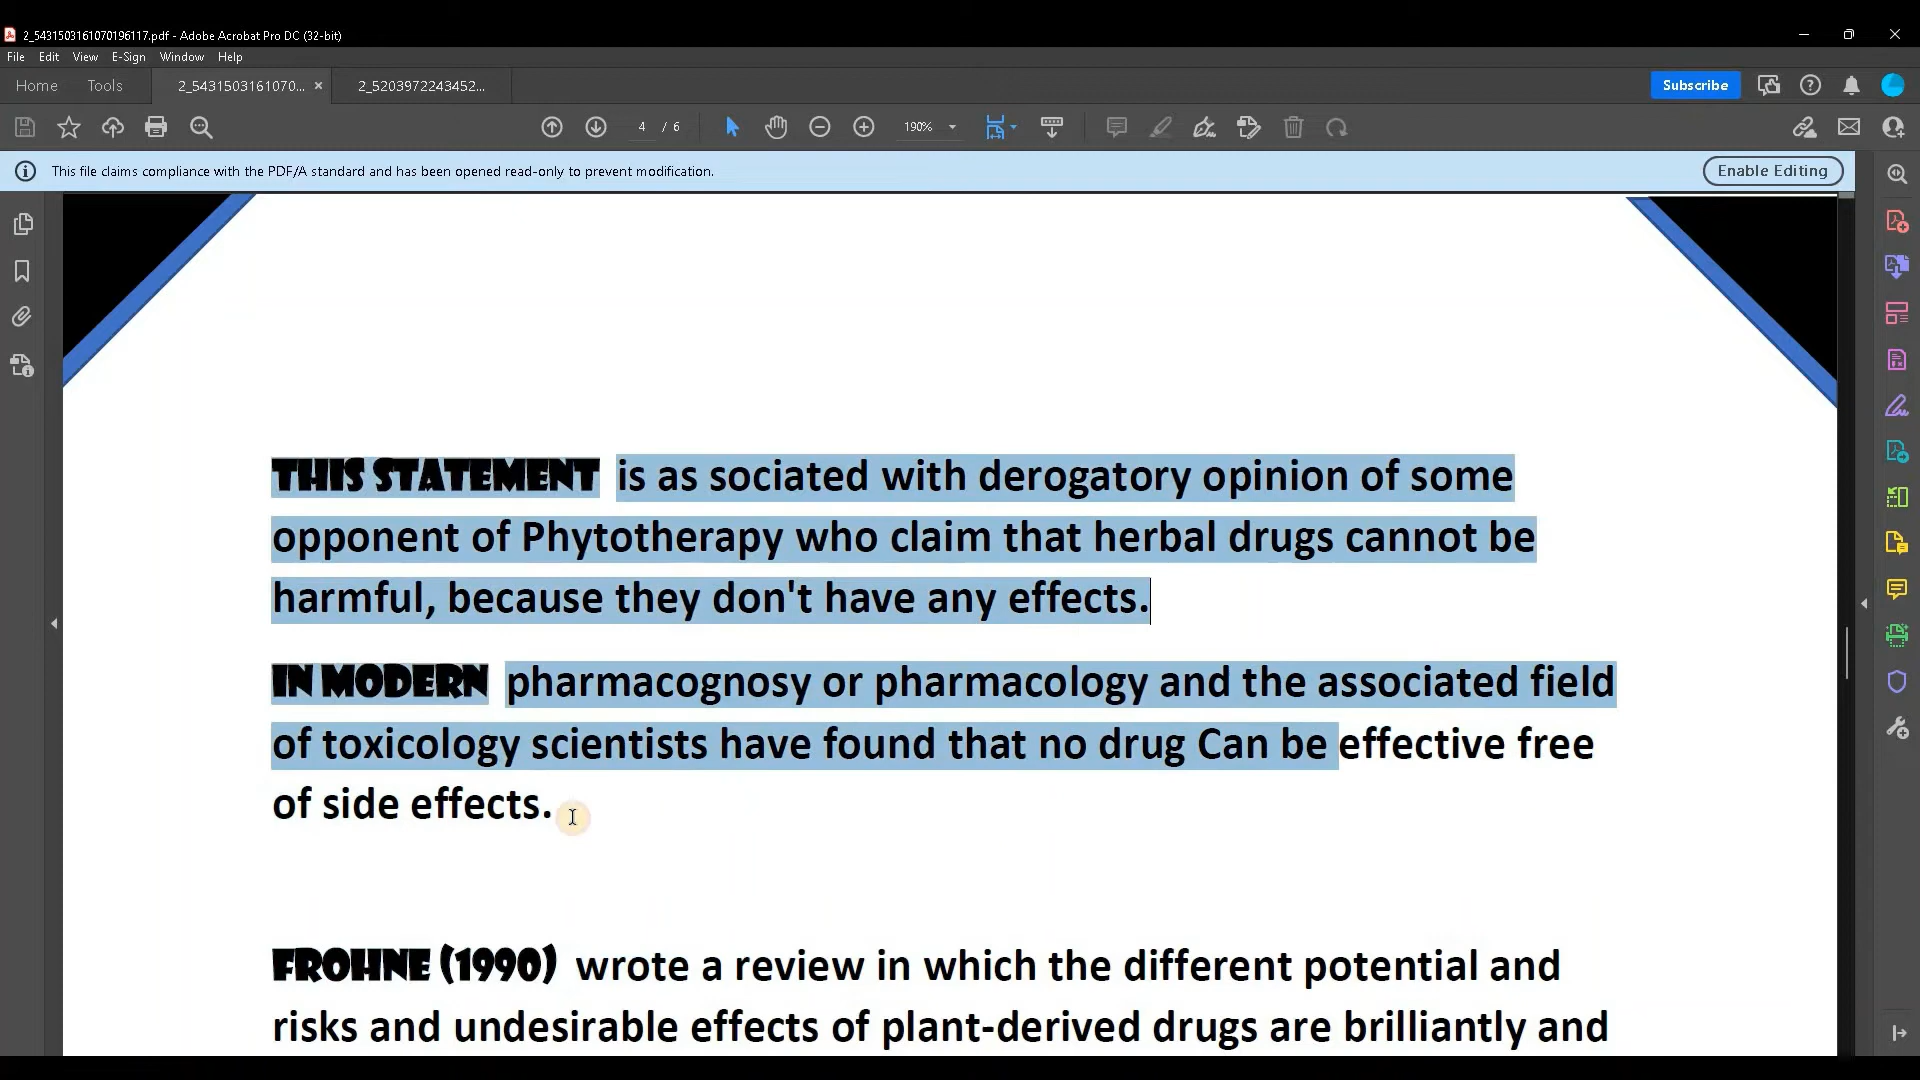 2_5431503161070196117.pdf - Adobe Acrobat Pro DC (32-bit)
File Edit View E-Sign Window Help
Home Tools 2_5431503161070... × 2_5203972243452... Subscribe
4 / 6 190%
This file claims compliance with the PDF/A standard and has been opened read-only to prevent modification. Enable Editing
THIS STATEMENT is as sociated with derogatory opinion of some
opponent of Phytotherapy who claim that herbal drugs cannot be
harmful, because they don't have any effects.
IN MODERN pharmacognosy or pharmacology and the associated field
of toxicology scientists have found that no drug Can be effective free
of side effects.
FROHNE (1990) wrote a review in which the different potential and
risks and undesirable effects of plant-derived drugs are brilliantly and